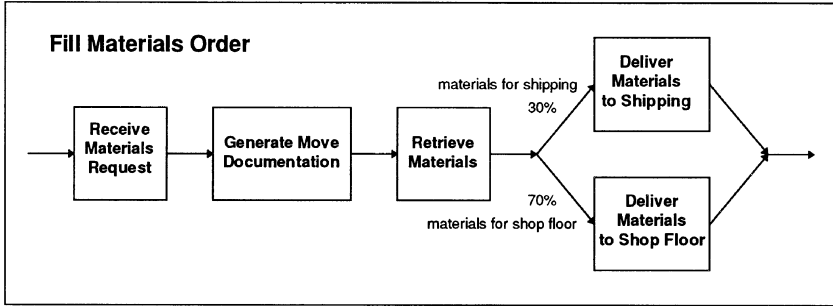 Fill Materials Order
Receive
Materials
Request
Generate Move
Documentation
Retrieve
Materials
materials for shipping
30%
Deliver
Materials
to Shipping
70%
materials for shop floor
Deliver
Materials
to Shop Floor